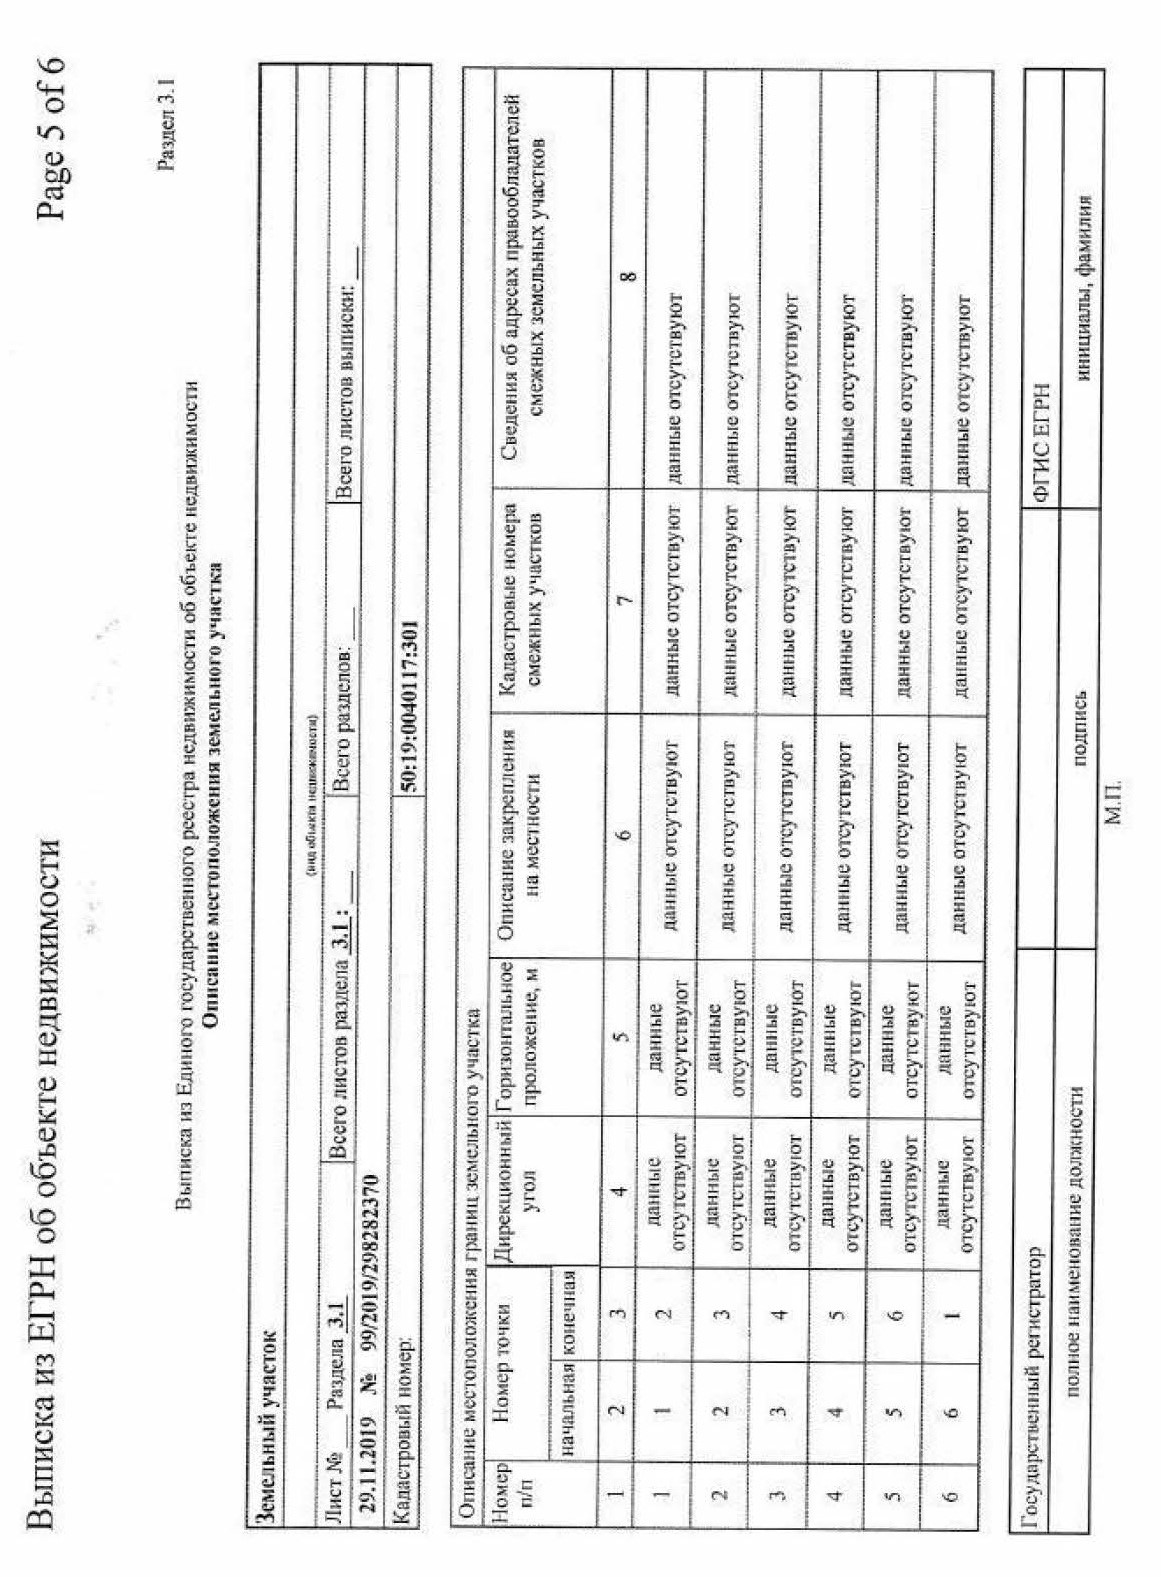 Выписка из ЕГРН об объекте недвижимости
Page 5 of 6
Раздел 3.1
Выписка из Единого государственного реестра недвижимости об объекте недвижимости
Описание местоположения земельного участка
Земельный участок
(вид объекта недвижимости)
Лист № ___ Раздела 3.1 Всего листов раздела 3.1 : ___ Всего разделов: ___ Всего листов выписки: ___
29.11.2019 № 99/2019/298282370
Кадастровый номер: 50:19:0040117:301
Описание местоположения границ земельного участка
Номер п/п Номер точки Дирекционный угол Горизонтальное проложение, м Описание закрепления на местности Кадастровые номера смежных участков Сведения об адресах правообладателей смежных земельных участков
начальная конечная
1 2 3 4 5 6 7 8
1 1 2 данные отсутствуют данные отсутствуют данные отсутствуют данные отсутствуют данные отсутствуют
2 2 3 данные отсутствуют данные отсутствуют данные отсутствуют данные отсутствуют данные отсутствуют
3 3 4 данные отсутствуют данные отсутствуют данные отсутствуют данные отсутствуют данные отсутствуют
4 4 5 данные отсутствуют данные отсутствуют данные отсутствуют данные отсутствуют данные отсутствуют
5 5 6 данные отсутствуют данные отсутствуют данные отсутствуют данные отсутствуют данные отсутствуют
6 6 1 данные отсутствуют данные отсутствуют данные отсутствуют данные отсутствуют данные отсутствуют
Государственный регистратор ФГИС ЕГРН
полное наименование должности подпись инициалы, фамилия
М.П.